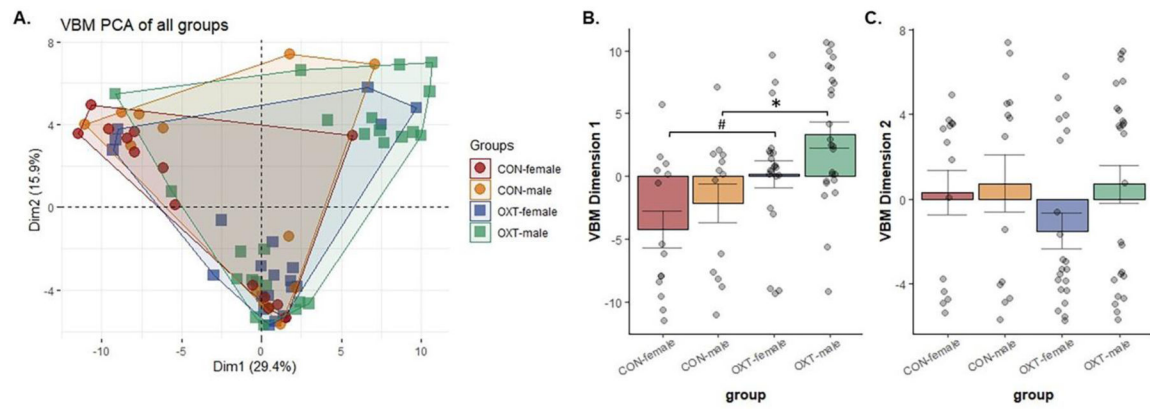 A.
VBM PCA of all groups
8
4
0
-4
Dim2 (15.9%)
-10
-5
0
5
10
Dim1 (29.4%)
Groups
CON-female
CON-male
OXT-female
OXT-male
B.
VBM Dimension 1
10
5
0
-5
-10
#
*
CON-female
CON-male
OXT-female
OXT-male
group
C.
VBM Dimension 2
8
4
0
-4
CON-female
CON-male
OXT-female
OXT-male
group